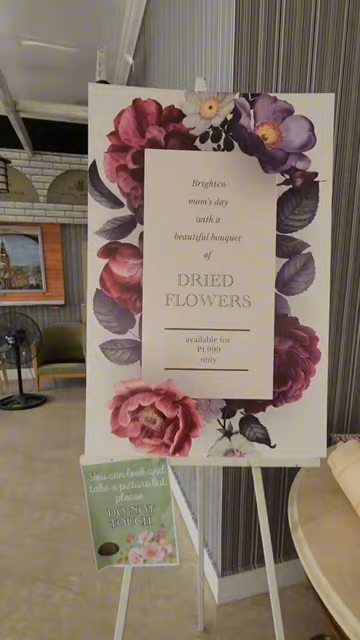 Brighten
mom's day
with a
beautiful bouquet
of
DRIED
FLOWERS
available for
P1,999
only
You can look and
take a picture but
please
DO NOT
TOUCH